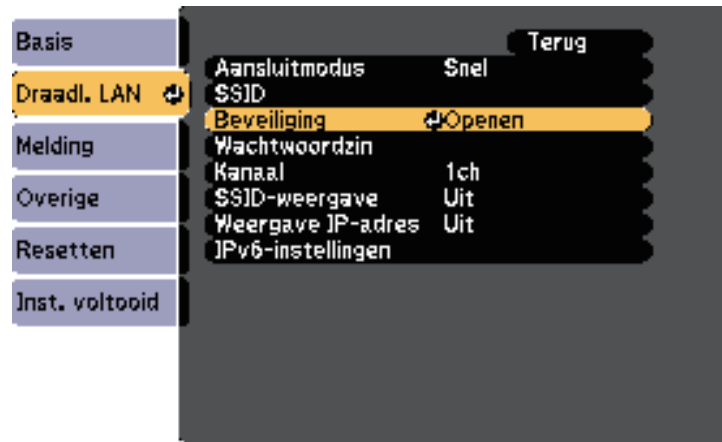 Basis
Draadl. LAN
Melding
Overige
Resetten
Inst. voltooid
Terug
Aansluitmodus Snel
SSID
Beveiliging Openen
Wachtwoordzin
Kanaal 1ch
SSID-weergave Uit
Weergave IP-adres Uit
IPv6-instellingen